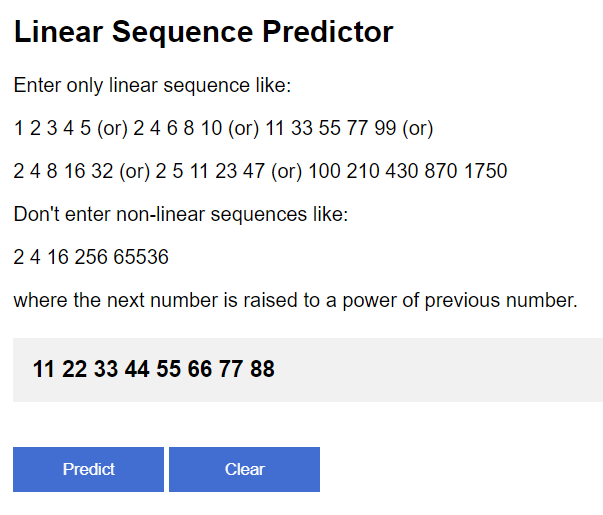 Linear Sequence Predictor
Enter only linear sequence like:
1 2 3 4 5 (or) 2 4 6 8 10 (or) 11 33 55 77 99 (or)
2 4 8 16 32 (or) 2 5 11 23 47 (or) 100 210 430 870 1750
Don't enter non-linear sequences like:
2 4 16 256 65536
where the next number is raised to a power of previous number.
11 22 33 44 55 66 77 88
Predict Clear